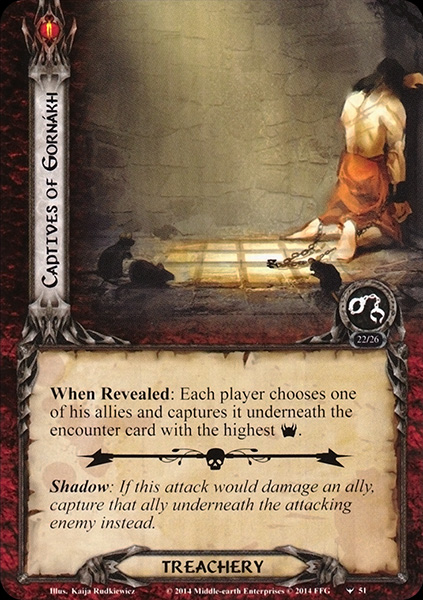 CAPTIVES OF GORNÁKH
22/26
When Revealed: Each player chooses one
of his allies and captures it underneath the
encounter card with the highest .
Shadow: If this attack would damage an ally,
capture that ally underneath the attacking
enemy instead.
TREACHERY
Illus. Kaija Rudkiewicz © 2014 Middle-earth Enterprises © 2014 FFG 51